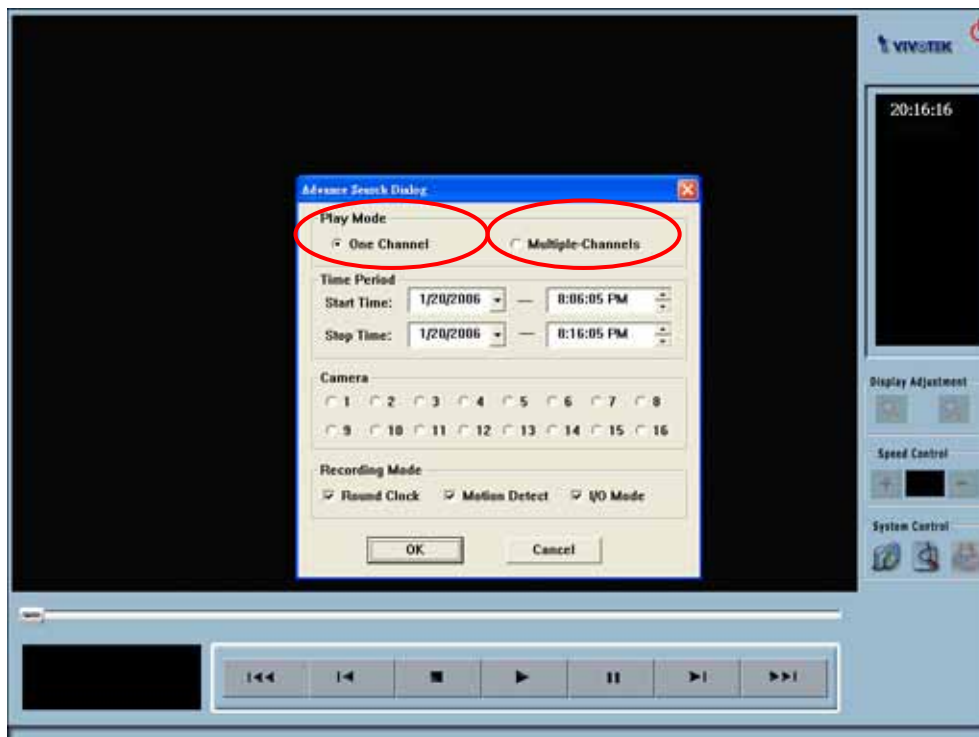 VIVOTEK
20:16:16
Advance Search Dialog
Play Mode
One Channel
Multiple-Channels
Time Period
Start Time: 1/20/2006 — 8:06:05 PM
Stop Time: 1/20/2006 — 8:16:05 PM
Camera
1 2 3 4 5 6 7 8
9 10 11 12 13 14 15 16
Recording Mode
Round Clock Motion Detect I/O Mode
OK Cancel
Display Adjustment
Speed Control
System Control